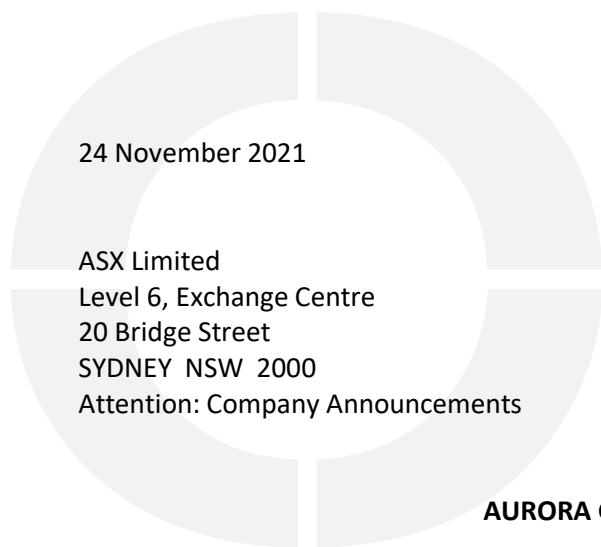 24 November 2021
ASX Limited
Level 6, Exchange Centre
20 Bridge Street
SYDNEY NSW 2000
Attention: Company Announcements
AURORA